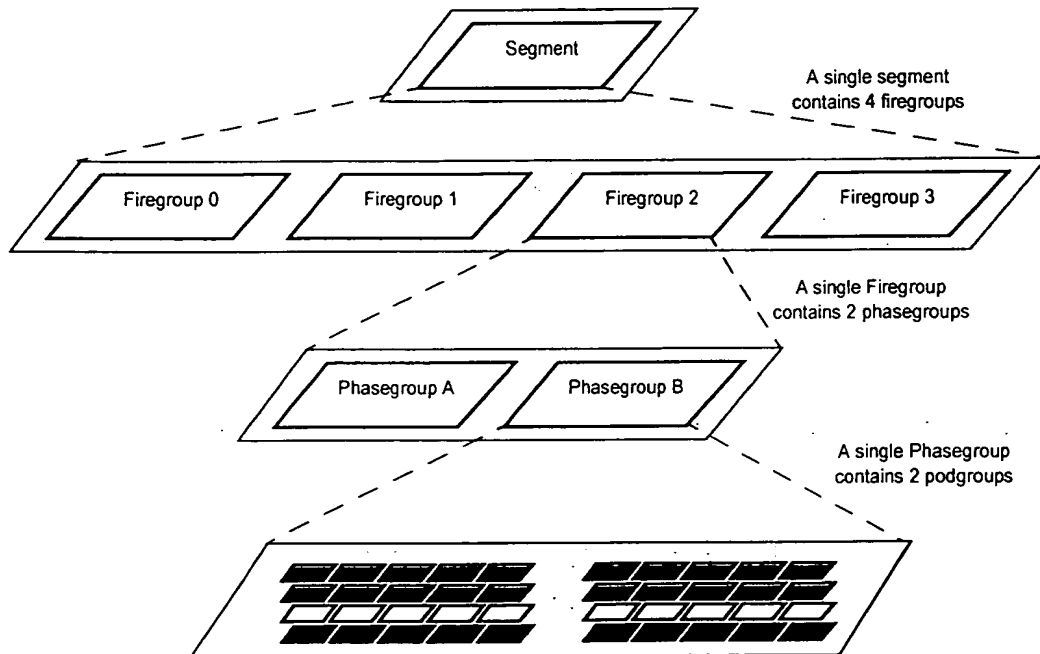 Segment
A single segment
contains 4 firegroups
Firegroup 0
Firegroup 1
Firegroup 2
Firegroup 3
A single Firegroup
contains 2 phasegroups
Phasegroup A
Phasegroup B
A single Phasegroup
contains 2 podgroups